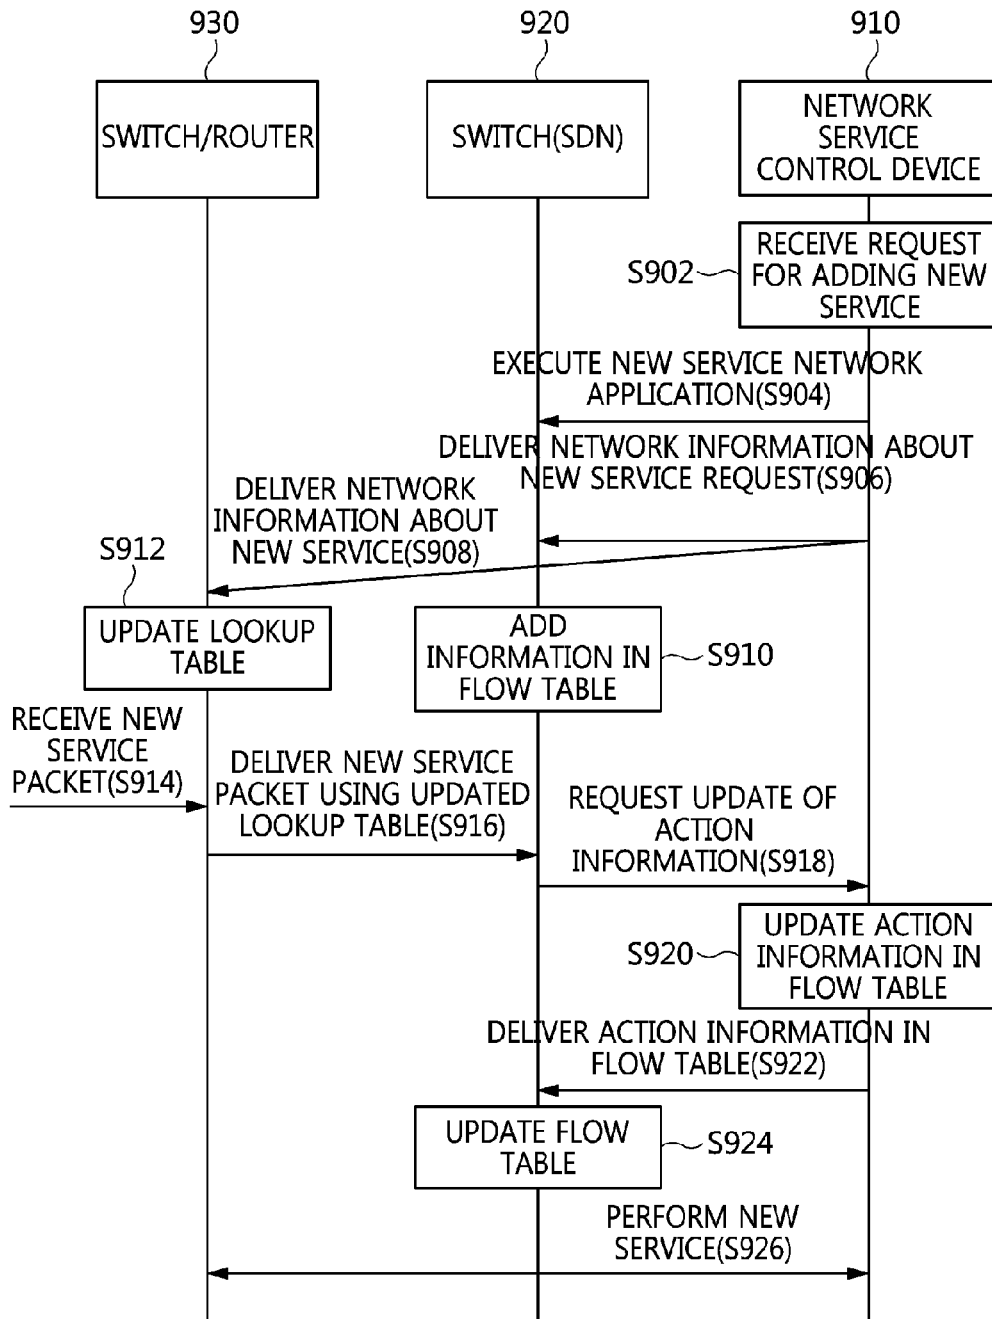 930
920
910
SWITCH/ROUTER
SWITCH(SDN)
NETWORK
SERVICE
CONTROL DEVICE
S902
RECEIVE REQUEST
FOR ADDING NEW
SERVICE
EXECUTE NEW SERVICE NETWORK
APPLICATION(S904)
DELIVER NETWORK INFORMATION ABOUT
NEW SERVICE REQUEST(S906)
DELIVER NETWORK
INFORMATION ABOUT
NEW SERVICE(S908)
S912
UPDATE LOOKUP
TABLE
ADD
INFORMATION IN
FLOW TABLE
S910
RECEIVE NEW
SERVICE
PACKET(S914)
DELIVER NEW SERVICE
PACKET USING UPDATED
LOOKUP TABLE(S916)
REQUEST UPDATE OF
ACTION
INFORMATION(S918)
S920
UPDATE ACTION
INFORMATION IN
FLOW TABLE
DELIVER ACTION INFORMATION IN
FLOW TABLE(S922)
UPDATE FLOW
TABLE
S924
PERFORM NEW
SERVICE(S926)